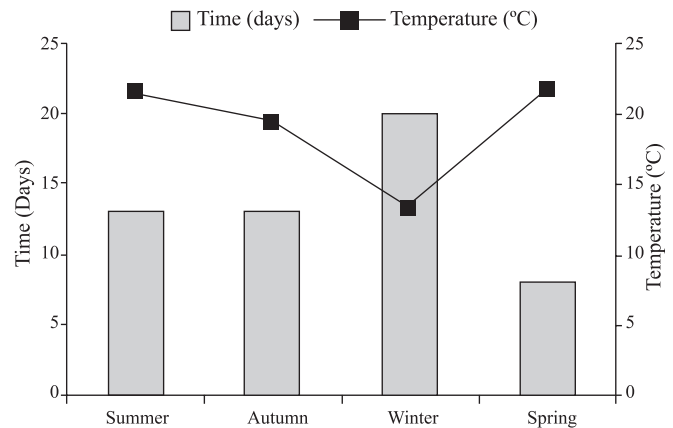 Time (days) Temperature (ºC)
25 25
20 20
15 15
10 10
5 5
0 0
Time (Days)
Temperature (ºC)
Summer Autumn Winter Spring